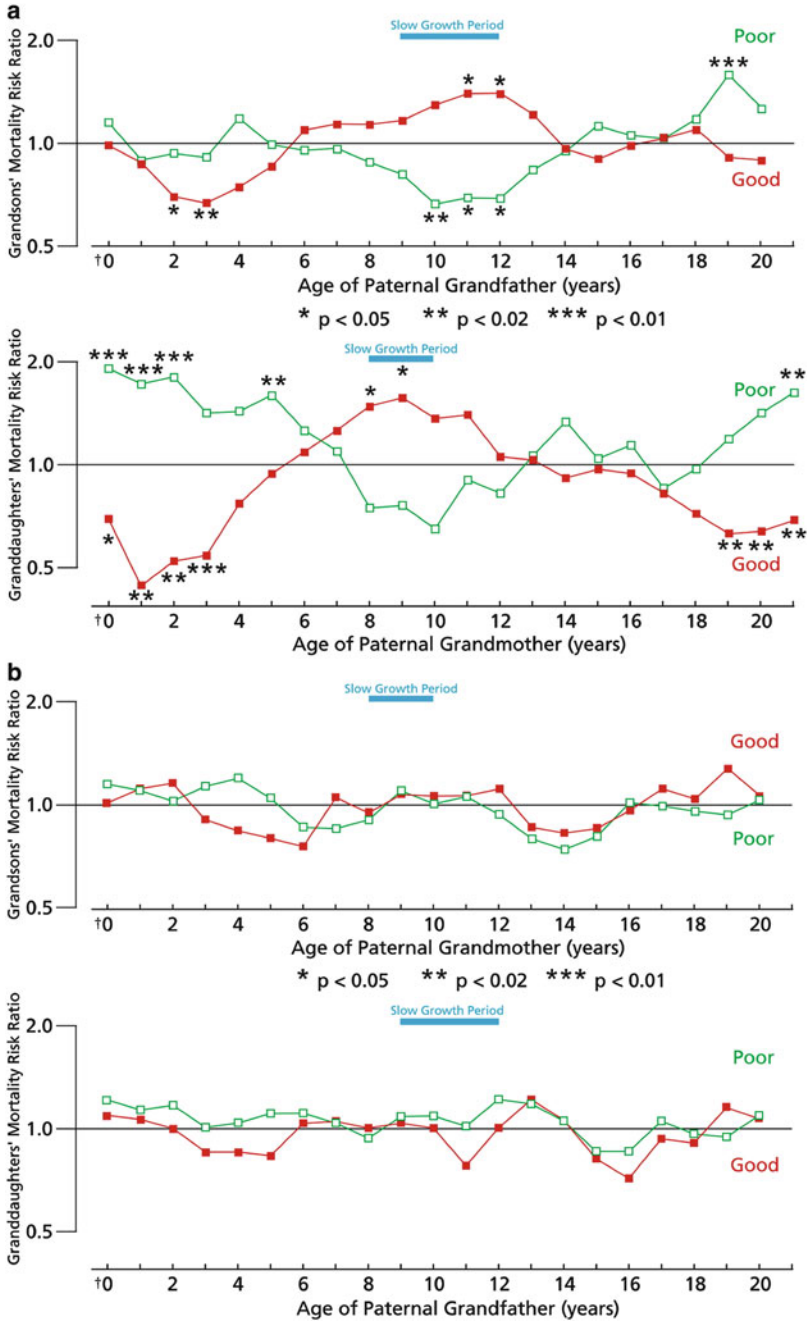 a
Slow Growth Period
2.0
Poor
***
* *
1.0
Grandsons' Mortality Risk Ratio
Good
* **
** * *
0.5
†0 2 4 6 8 10 12 14 16 18 20
Age of Paternal Grandfather (years)
* p < 0.05 ** p < 0.02 *** p < 0.01
Slow Growth Period
2.0
*** *** ***
**
* *
**
Poor
1.0
Granddaughters' Mortality Risk Ratio
*
** ** ***
** ** **
0.5
Good
†0 2 4 6 8 10 12 14 16 18 20
Age of Paternal Grandmother (years)
b
Slow Growth Period
2.0
Good
1.0
Grandsons' Mortality Risk Ratio
Poor
0.5
†0 2 4 6 8 10 12 14 16 18 20
Age of Paternal Grandmother (years)
* p < 0.05 ** p < 0.02 *** p < 0.01
Slow Growth Period
2.0
Poor
1.0
Granddaughters' Mortality Risk Ratio
Good
0.5
†0 2 4 6 8 10 12 14 16 18 20
Age of Paternal Grandfather (years)